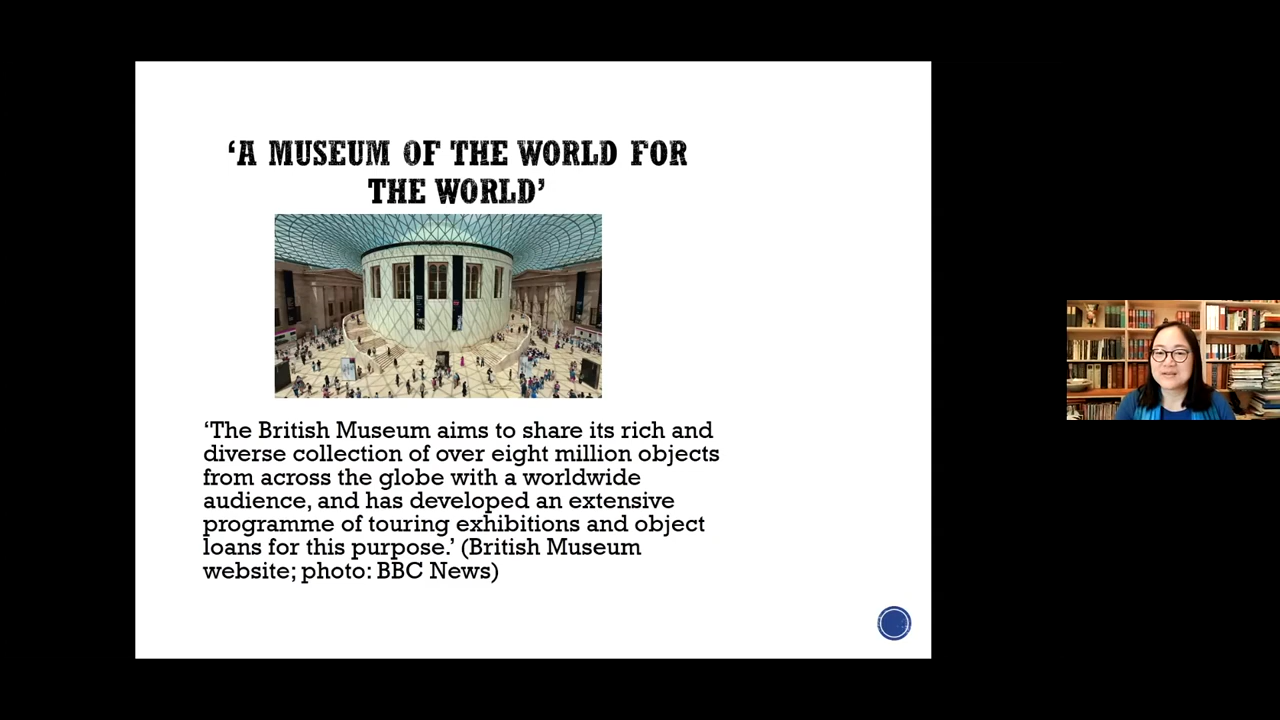 ‘A MUSEUM OF THE WORLD FOR
THE WORLD’
‘The British Museum aims to share its rich and
diverse collection of over eight million objects
from across the globe with a worldwide
audience, and has developed an extensive
programme of touring exhibitions and object
loans for this purpose.’ (British Museum
website; photo: BBC News)